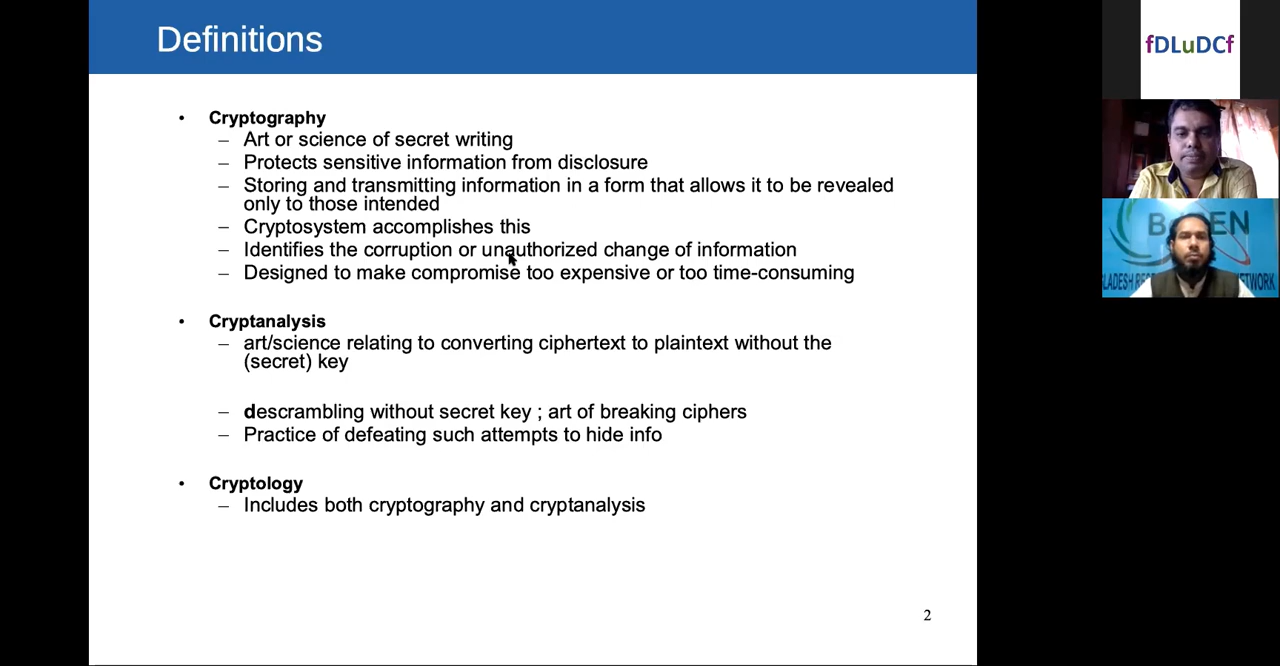 Definitions
• Cryptography
– Art or science of secret writing
– Protects sensitive information from disclosure
– Storing and transmitting information in a form that allows it to be revealed
only to those intended
– Cryptosystem accomplishes this
– Identifies the corruption or unauthorized change of information
– Designed to make compromise too expensive or too time-consuming
• Cryptanalysis
– art/science relating to converting ciphertext to plaintext without the
(secret) key
– descrambling without secret key ; art of breaking ciphers
– Practice of defeating such attempts to hide info
• Cryptology
– Includes both cryptography and cryptanalysis
2
fDLuDCf